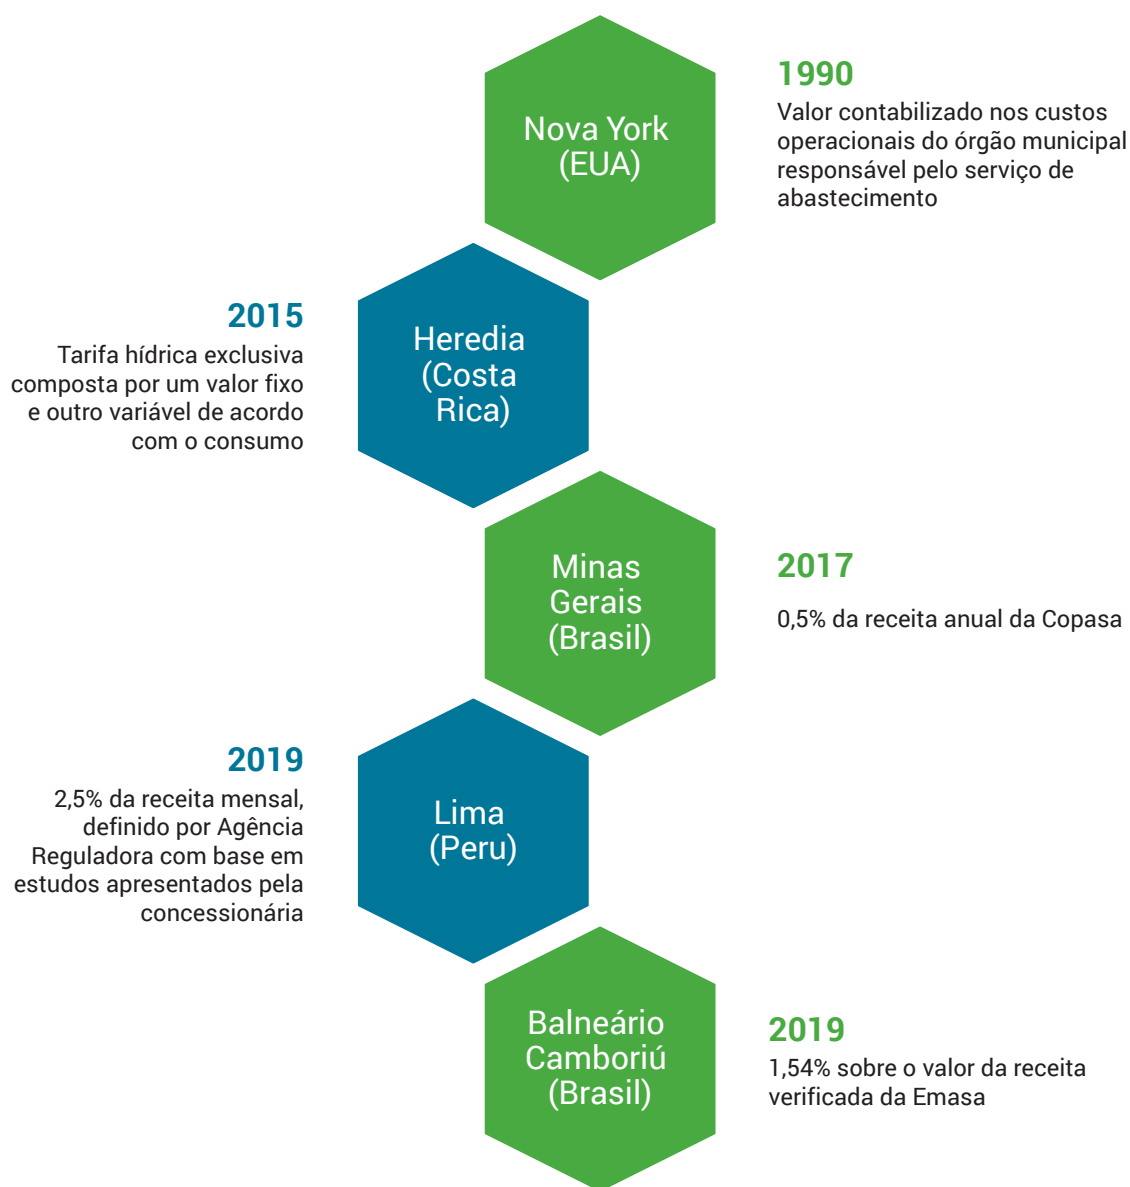 Nova York
(EUA)
1990
Valor contabilizado nos custos
operacionais do órgão municipal
responsável pelo serviço de
abastecimento
2015
Tarifa hídrica exclusiva
composta por um valor fixo
e outro variável de acordo
com o consumo
Heredia
(Costa
Rica)
Minas
Gerais
(Brasil)
2017
0,5% da receita anual da Copasa
2019
2,5% da receita mensal,
definido por Agência
Reguladora com base em
estudos apresentados pela
concessionária
Lima
(Peru)
Balneário
Camboriú
(Brasil)
2019
1,54% sobre o valor da receita
verificada da Emasa